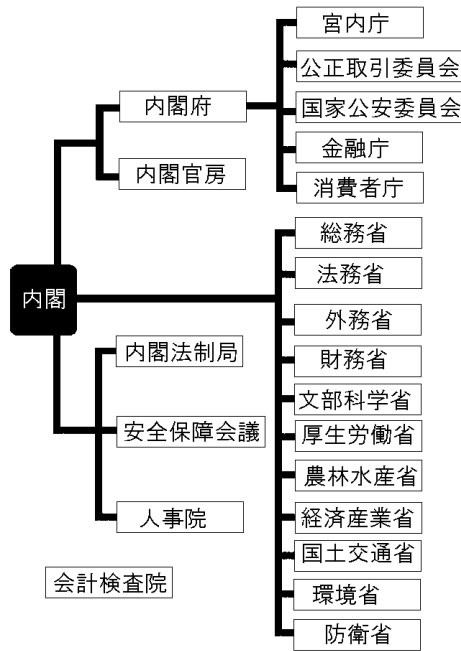 内閣
内閣府
内閣官房
宮内庁
公正取引委員会
国家公安委員会
金融庁
消費者庁
総務省
法務省
外務省
財務省
文部科学省
厚生労働省
農林水産省
経済産業省
国土交通省
環境省
防衛省
内閣法制局
安全保障会議
人事院
会計検査院